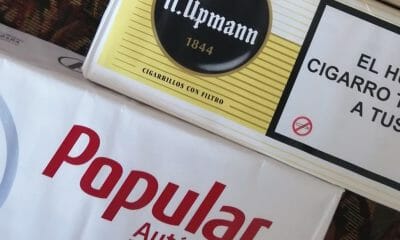 H. Upmann
1844
CIGARRILLOS CON FILTRO
EL
CIGARRO
A TUS
Popular